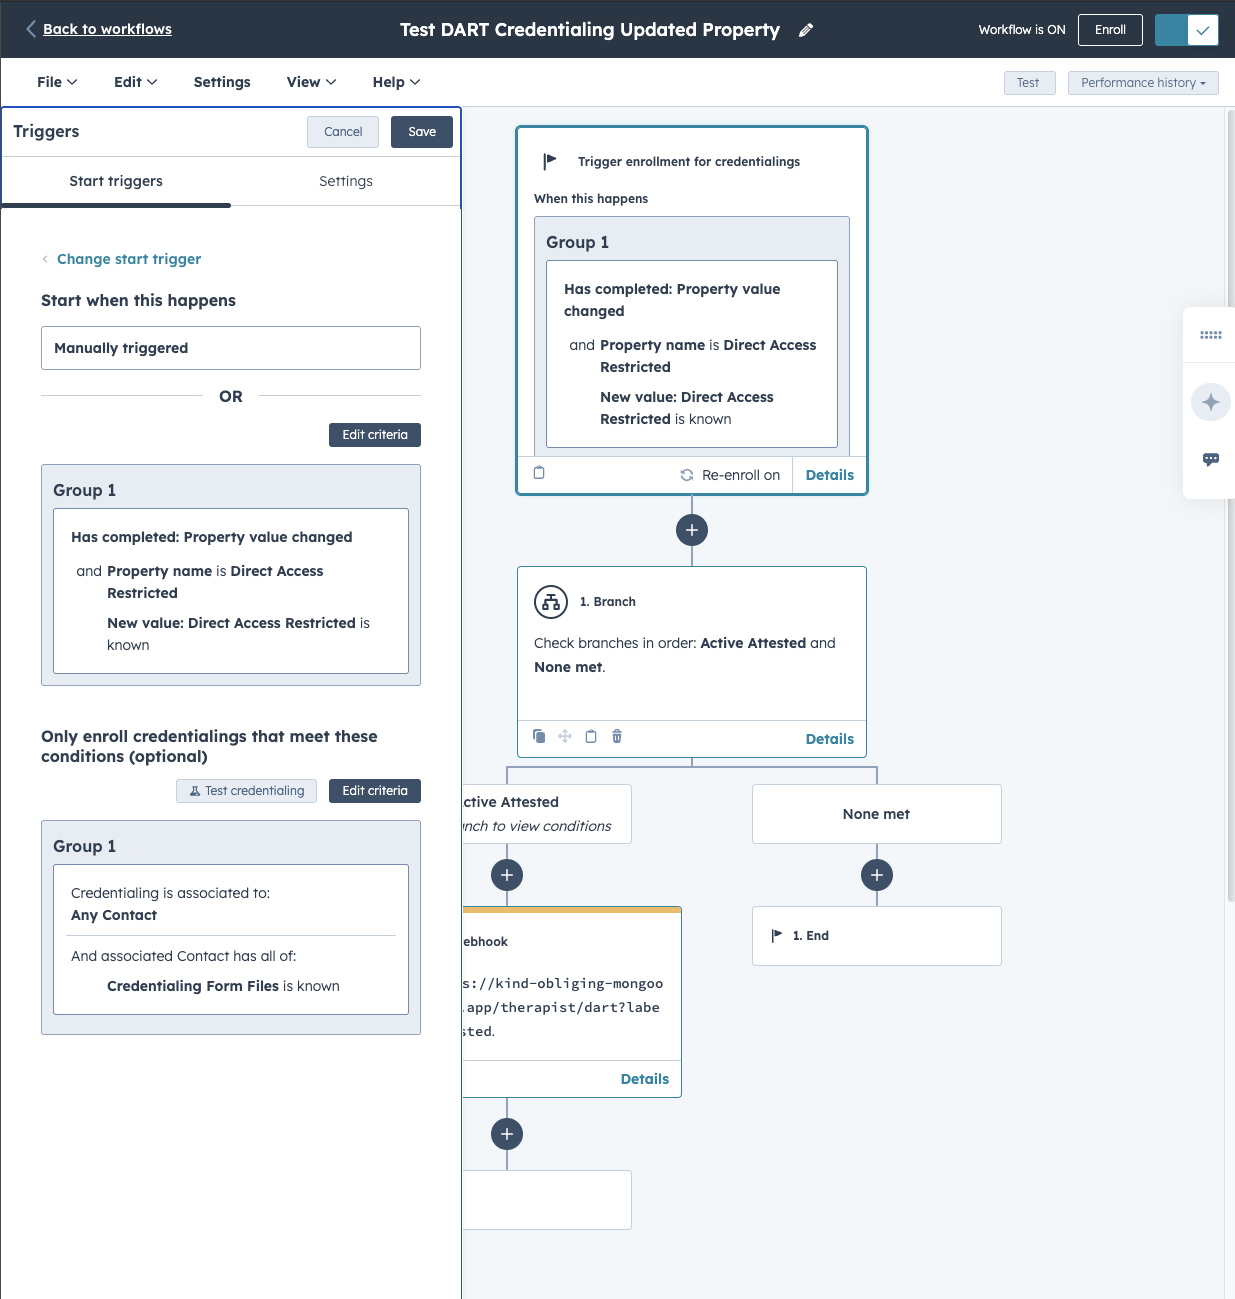 Back to workflows
Test DART Credentialing Updated Property
Workflow is ON
Enroll
File
Edit
Settings
View
Help
Test
Performance history
Triggers
Cancel
Save
Start triggers
Settings
Change start trigger
Start when this happens
Manually triggered
OR
Edit criteria
Group 1
Has completed: Property value changed
and Property name is Direct Access
Restricted
New value: Direct Access Restricted is
known
Only enroll credentialings that meet these
conditions (optional)
Test credentialing
Edit criteria
Group 1
Credentialing is associated to:
Any Contact
And associated Contact has all of:
Credentialing Form Files is known
Trigger enrollment for credentialings
When this happens
Group 1
Has completed: Property value
changed
and Property name is Direct Access
Restricted
New value: Direct Access
Restricted is known
Re-enroll on
Details
1. Branch
Check branches in order: Active Attested and
None met.
Details
ctive Attested
nch to view conditions
None met
ebhook
s://kind-obliging-mongoo
.app/therapist/dart?labe
sted.
Details
1. End